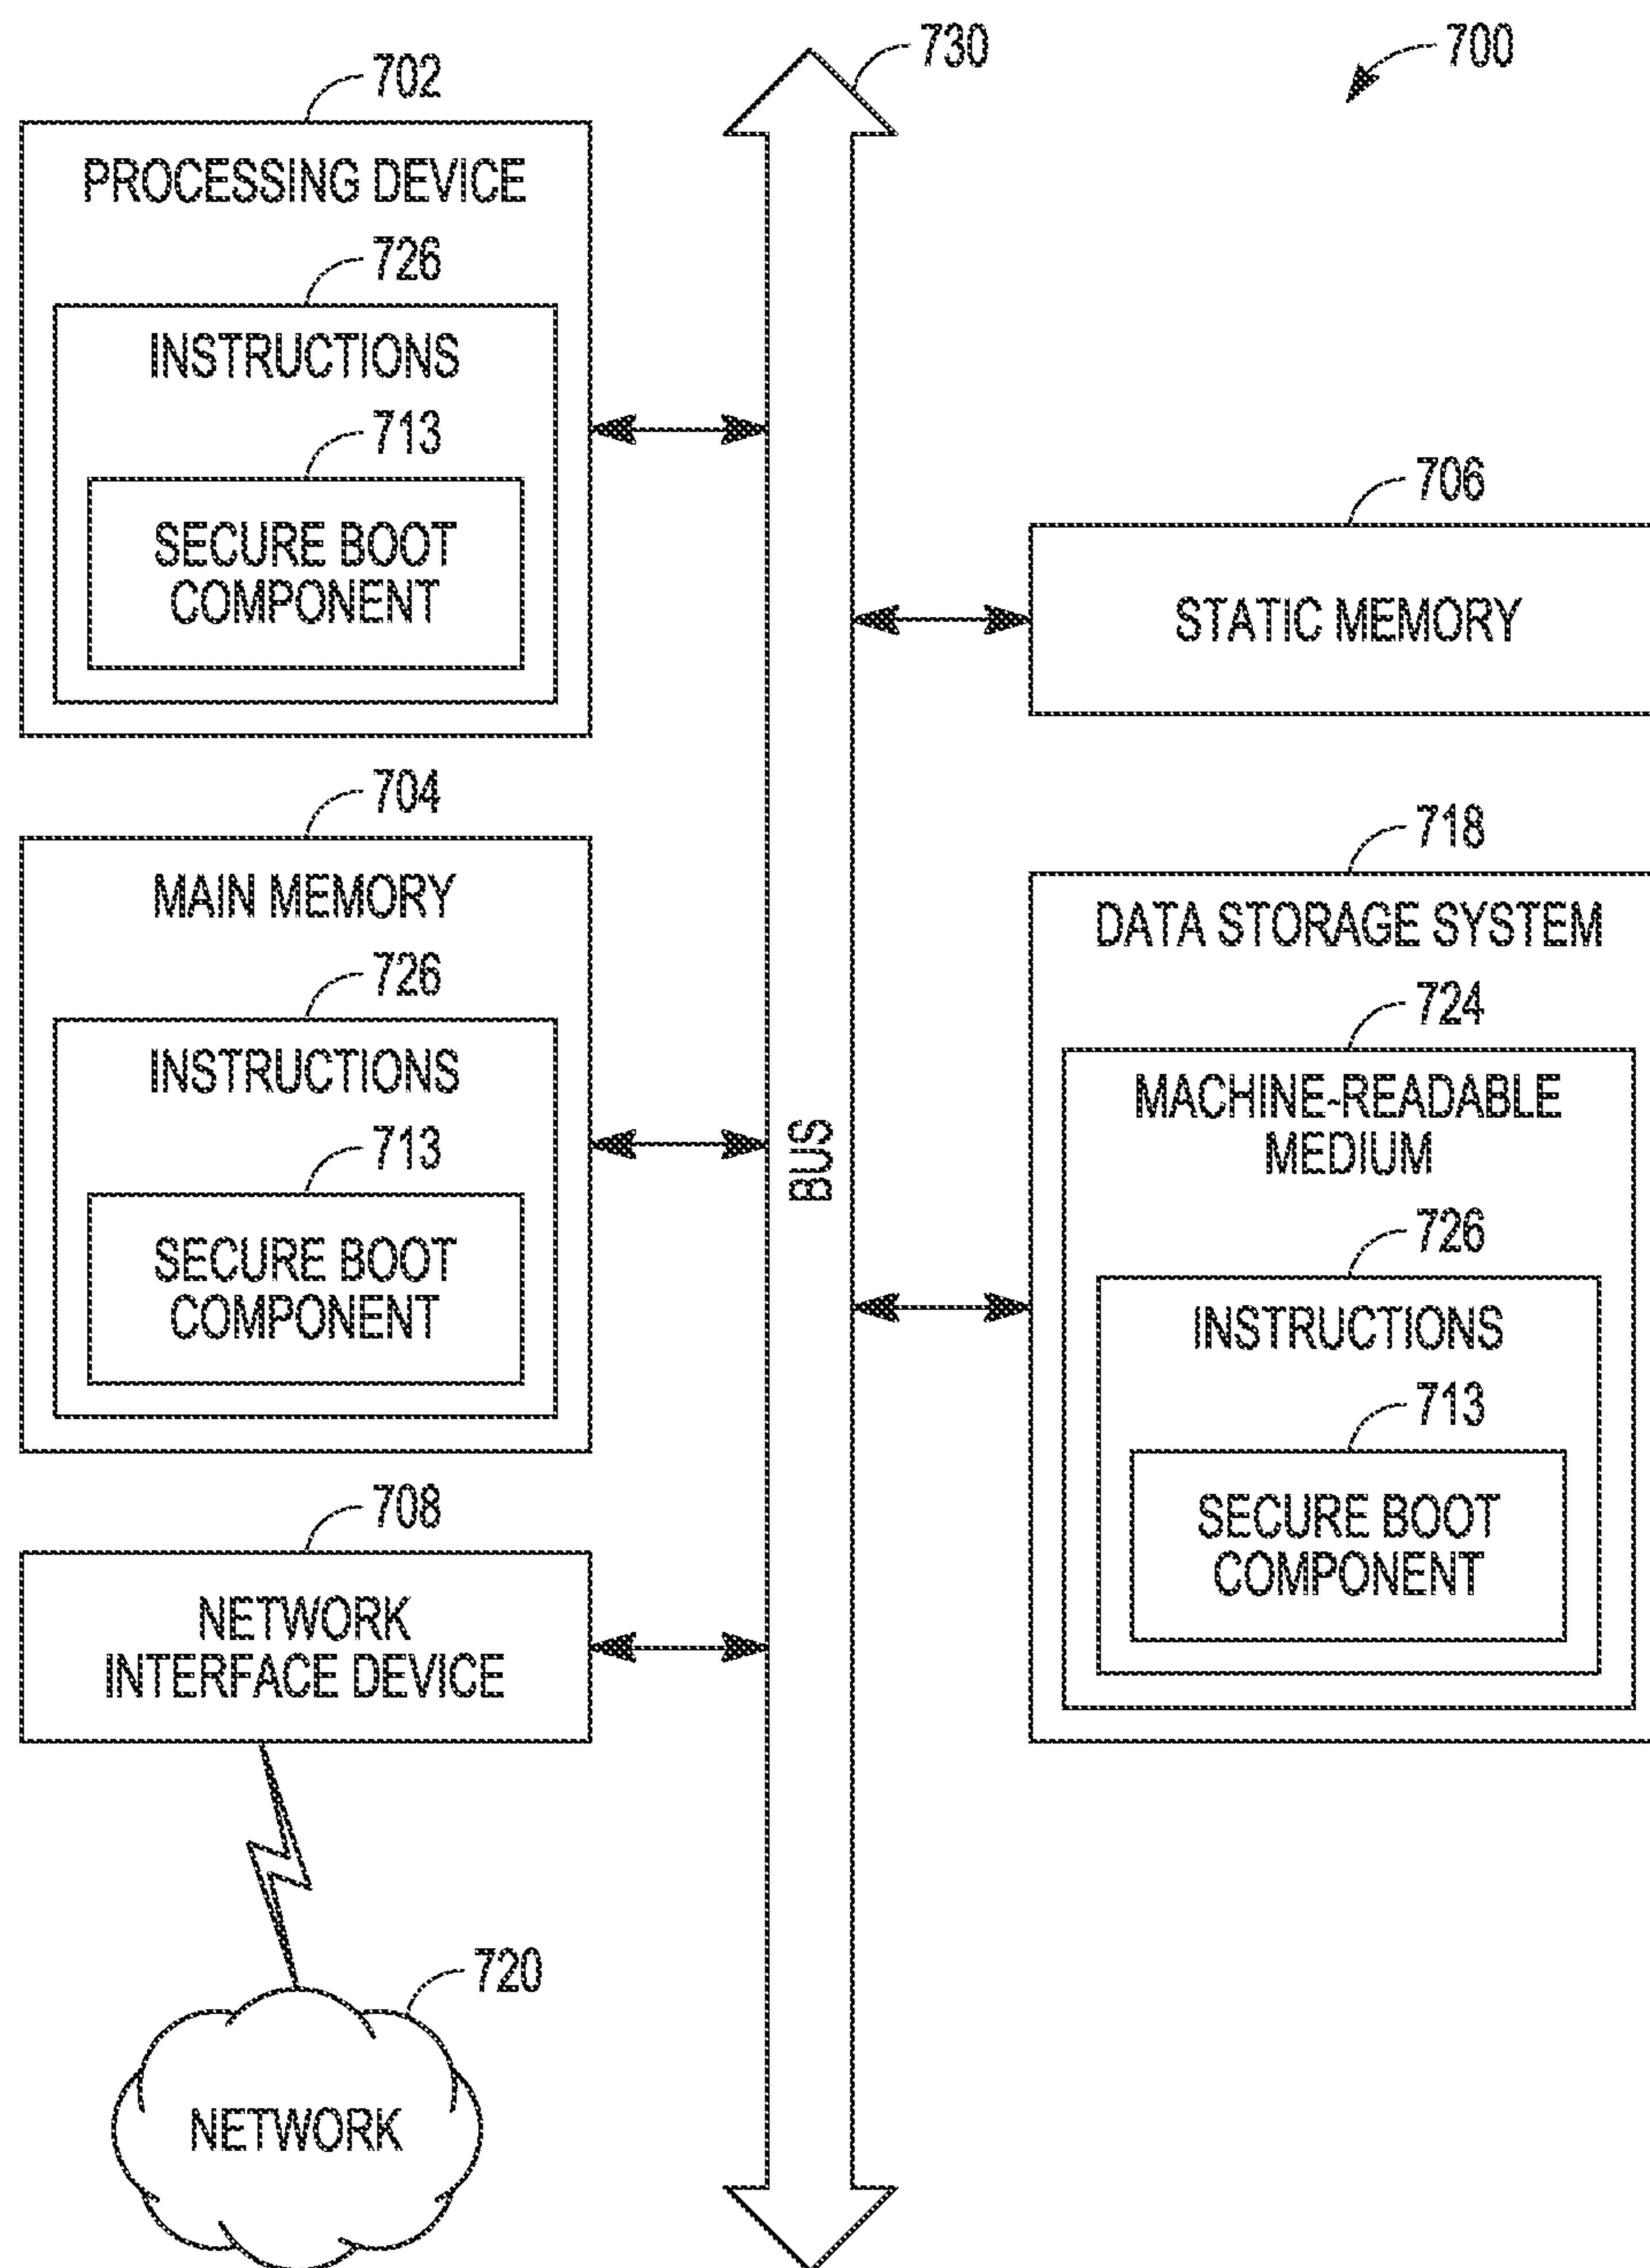 730
700
702
PROCESSING DEVICE
726
INSTRUCTIONS
713
SECURE BOOT
COMPONENT
704
MAIN MEMORY
726
INSTRUCTIONS
713
SECURE BOOT
COMPONENT
708
NETWORK
INTERFACE DEVICE
720
NETWORK
BUS
706
STATIC MEMORY
718
DATA STORAGE SYSTEM
724
MACHINE-READABLE
MEDIUM
726
INSTRUCTIONS
713
SECURE BOOT
COMPONENT